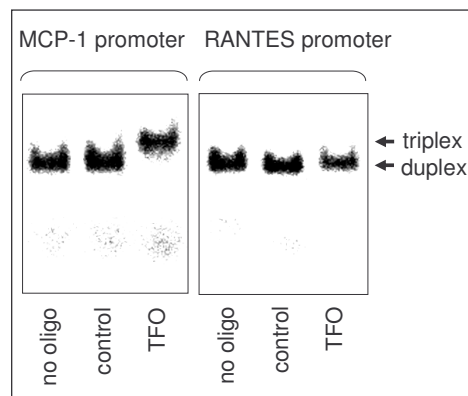 MCP-1 promoter
RANTES promoter
triplex
duplex
no oligo
control
TFO
no oligo
control
TFO